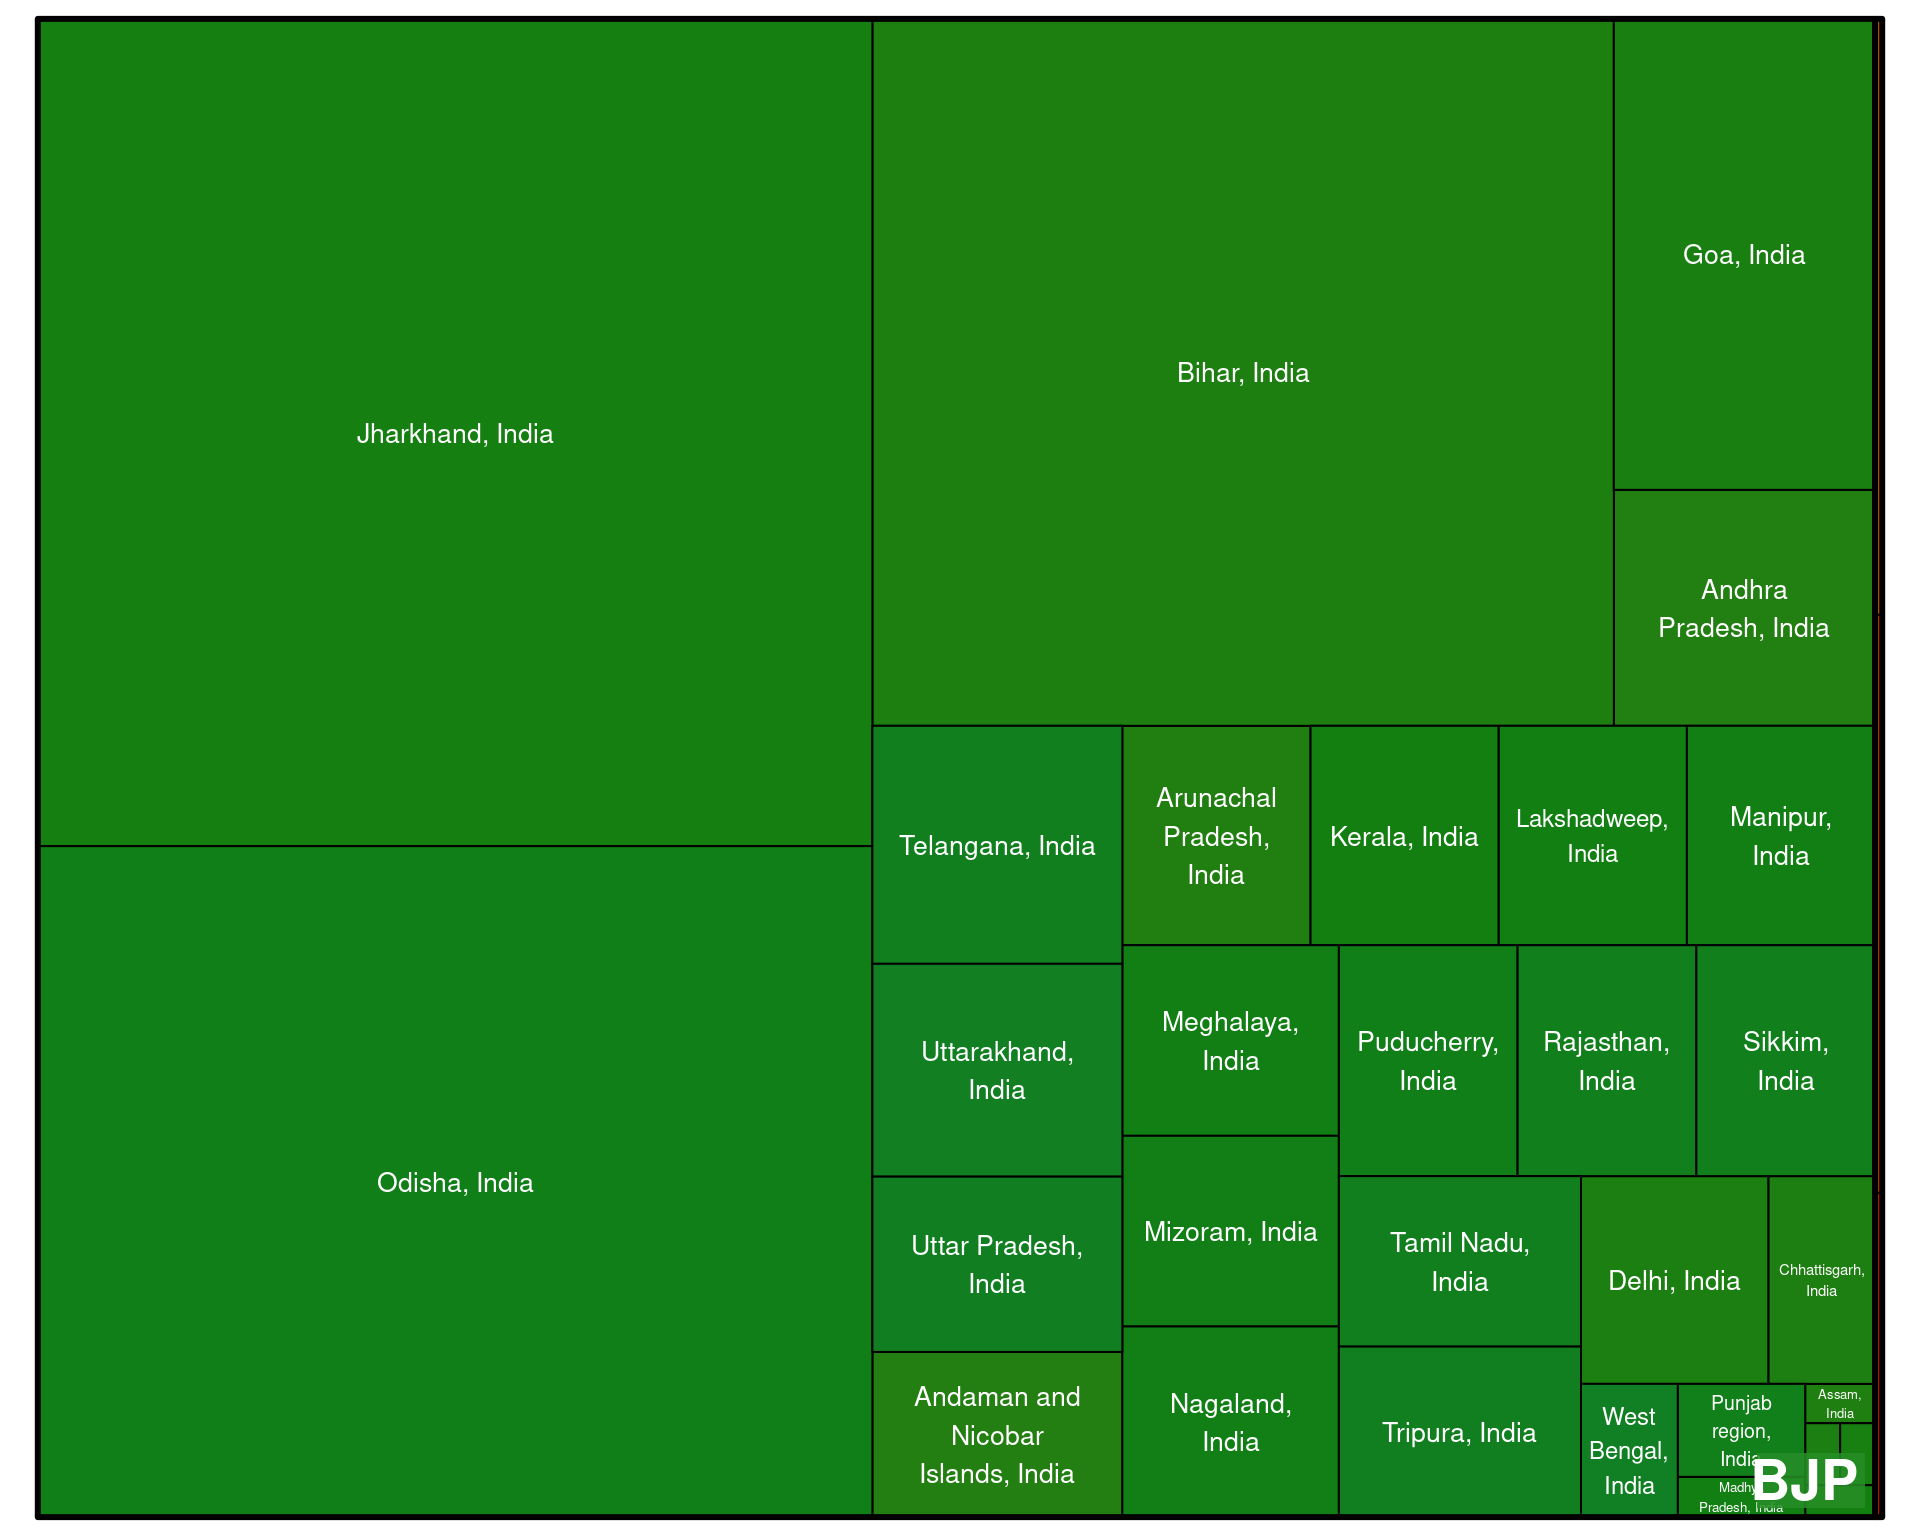 Jharkhand, India
Bihar, India
Goa, India
Andhra
Pradesh, India
Odisha, India
Telangana, India
Arunachal
Pradesh,
India
Kerala, India
Lakshadweep,
India
Manipur,
India
Uttarakhand,
India
Meghalaya,
India
Puducherry,
India
Rajasthan,
India
Sikkim,
India
Uttar Pradesh,
India
Mizoram, India
Tamil Nadu,
India
Delhi, India
Chhattisgarh,
India
Andaman and
Nicobar
Islands, India
Nagaland,
India
Tripura, India
West
Bengal,
India
Punjab
region,
India
Assam,
India
Pradesh, India
BJP